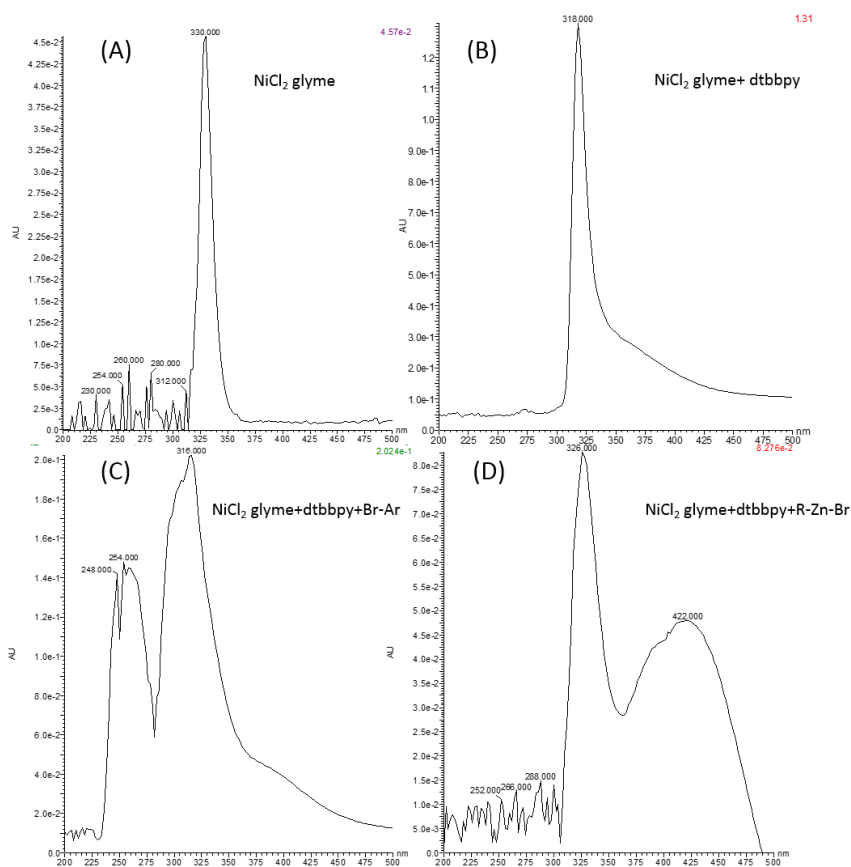 (A)
330.000
4.57e-2
NiCl2 glyme
4.5e-2
4.25e-2
4.0e-2
3.75e-2
3.5e-2
3.25e-2
3.0e-2
2.75e-2
2.5e-2
2.25e-2
2.0e-2
1.75e-2
1.5e-2
1.25e-2
1.0e-2
7.5e-3
5.0e-3
2.5e-3
0.0
AU
230.000
254.000
260.000
280.000
312.000
200 225 250 275 300 325 350 375 400 425 450 475 500
nm
(B)
318.000
1.31
NiCl2 glyme+ dtbbpy
1.2
1.1
1.0
9.0e-1
8.0e-1
7.0e-1
6.0e-1
5.0e-1
4.0e-1
3.0e-1
2.0e-1
1.0e-1
0.0
AU
200 225 250 275 300 325 350 375 400 425 450 475 500
nm
(C)
316.000
2.024e-1
NiCl2 glyme+dtbbpy+Br-Ar
2.0e-1
1.8e-1
1.6e-1
1.4e-1
1.2e-1
1.0e-1
8.0e-2
6.0e-2
4.0e-2
2.0e-2
0.0
AU
248.000
254.000
200 225 250 275 300 325 350 375 400 425 450 475 500
nm
(D)
326.000
8.276e-2
NiCl2 glyme+dtbbpy+R-Zn-Br
8.0e-2
7.5e-2
7.0e-2
6.5e-2
6.0e-2
5.5e-2
5.0e-2
4.5e-2
4.0e-2
3.5e-2
3.0e-2
2.5e-2
2.0e-2
1.5e-2
1.0e-2
5.0e-3
0.0
AU
422.000
252.000
266.000
288.000
200 225 250 275 300 325 350 375 400 425 450 475 500
nm